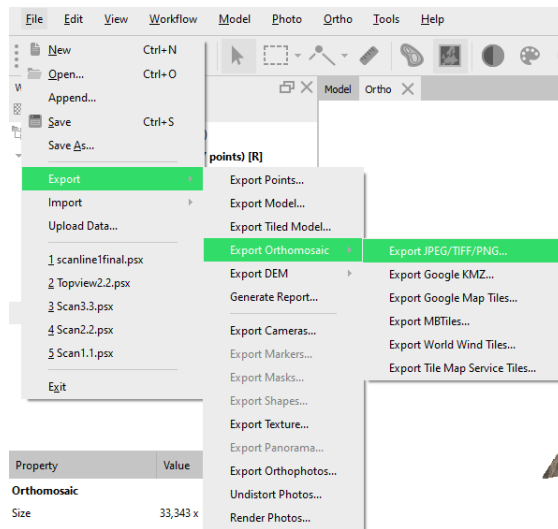 File Edit View Workflow Model Photo Ortho Tools Help
New Ctrl+N
Open... Ctrl+O
Append...
Save Ctrl+S
Save As...
Export
Import
Upload Data...
1 scanline1final.psx
2 Topview2.2.psx
3 Scan3.3.psx
4 Scan2.2.psx
5 Scan1.1.psx
Exit
Model Ortho
points) [R]
Export Points...
Export Model...
Export Tiled Model...
Export Orthomosaic
Export DEM
Generate Report...
Export Cameras...
Export Markers...
Export Masks...
Export Shapes...
Export Texture...
Export Panorama...
Export Orthophotos...
Undistort Photos...
Render Photos...
Export JPEG/TIFF/PNG...
Export Google KMZ...
Export Google Map Tiles...
Export MBTiles...
Export World Wind Tiles...
Export Tile Map Service Tiles...
Property Value
Orthomosaic
Size 33,343 x